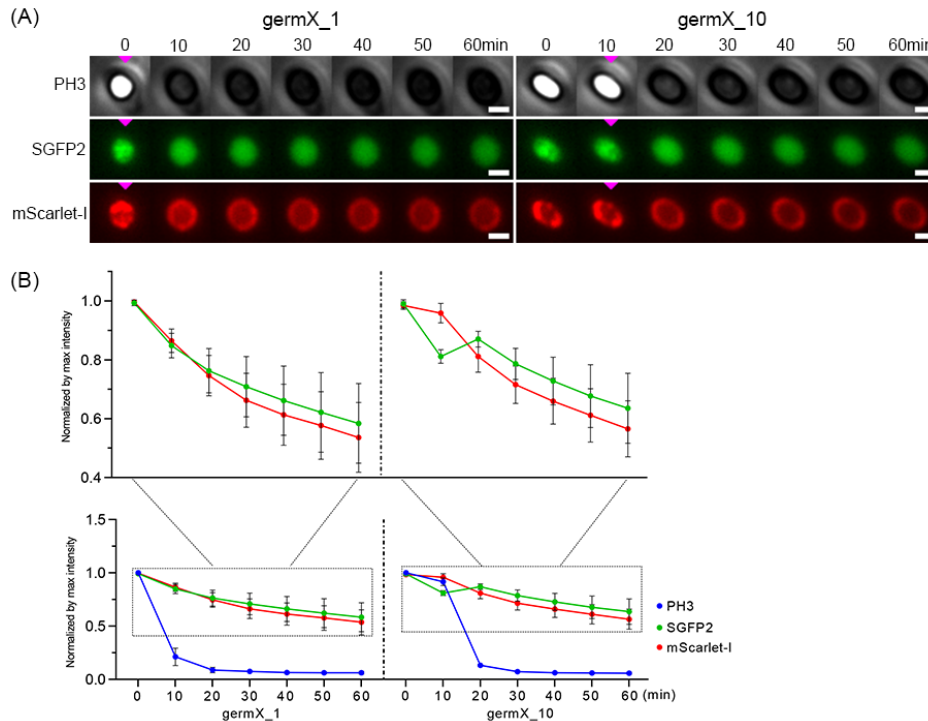 (A)
germX_1 germX_10
0 10 20 30 40 50 60min 0 10 20 30 40 50 60min
PH3
SGFP2
mScarlet-I
(B)
Normalized by max intensity
1.0
0.8
0.6
0.4
Normalized by max intensity
1.5
1.0
0.5
0.0
PH3
SGFP2
mScarlet-I
0 10 20 30 40 50 60 0 10 20 30 40 50 60 (min)
germX_1 germX_10